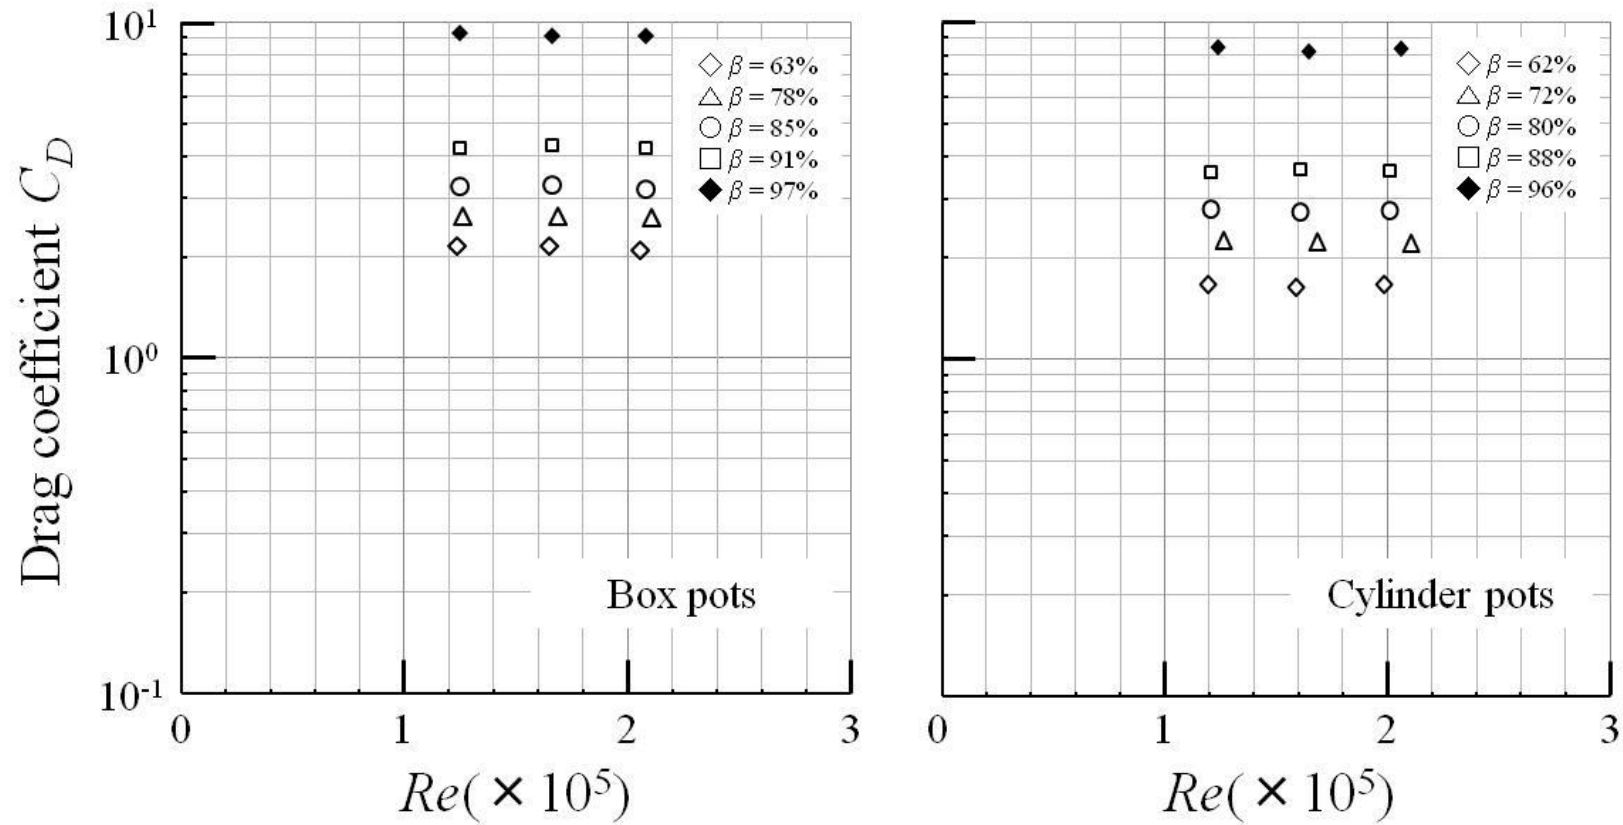 Drag coefficient C_D
10¹
10⁰
10⁻¹
0 1 2 3
Re(×10⁵)
β = 63%
β = 78%
β = 85%
β = 91%
β = 97%
Box pots
β = 62%
β = 72%
β = 80%
β = 88%
β = 96%
Cylinder pots
0 1 2 3
Re(×10⁵)